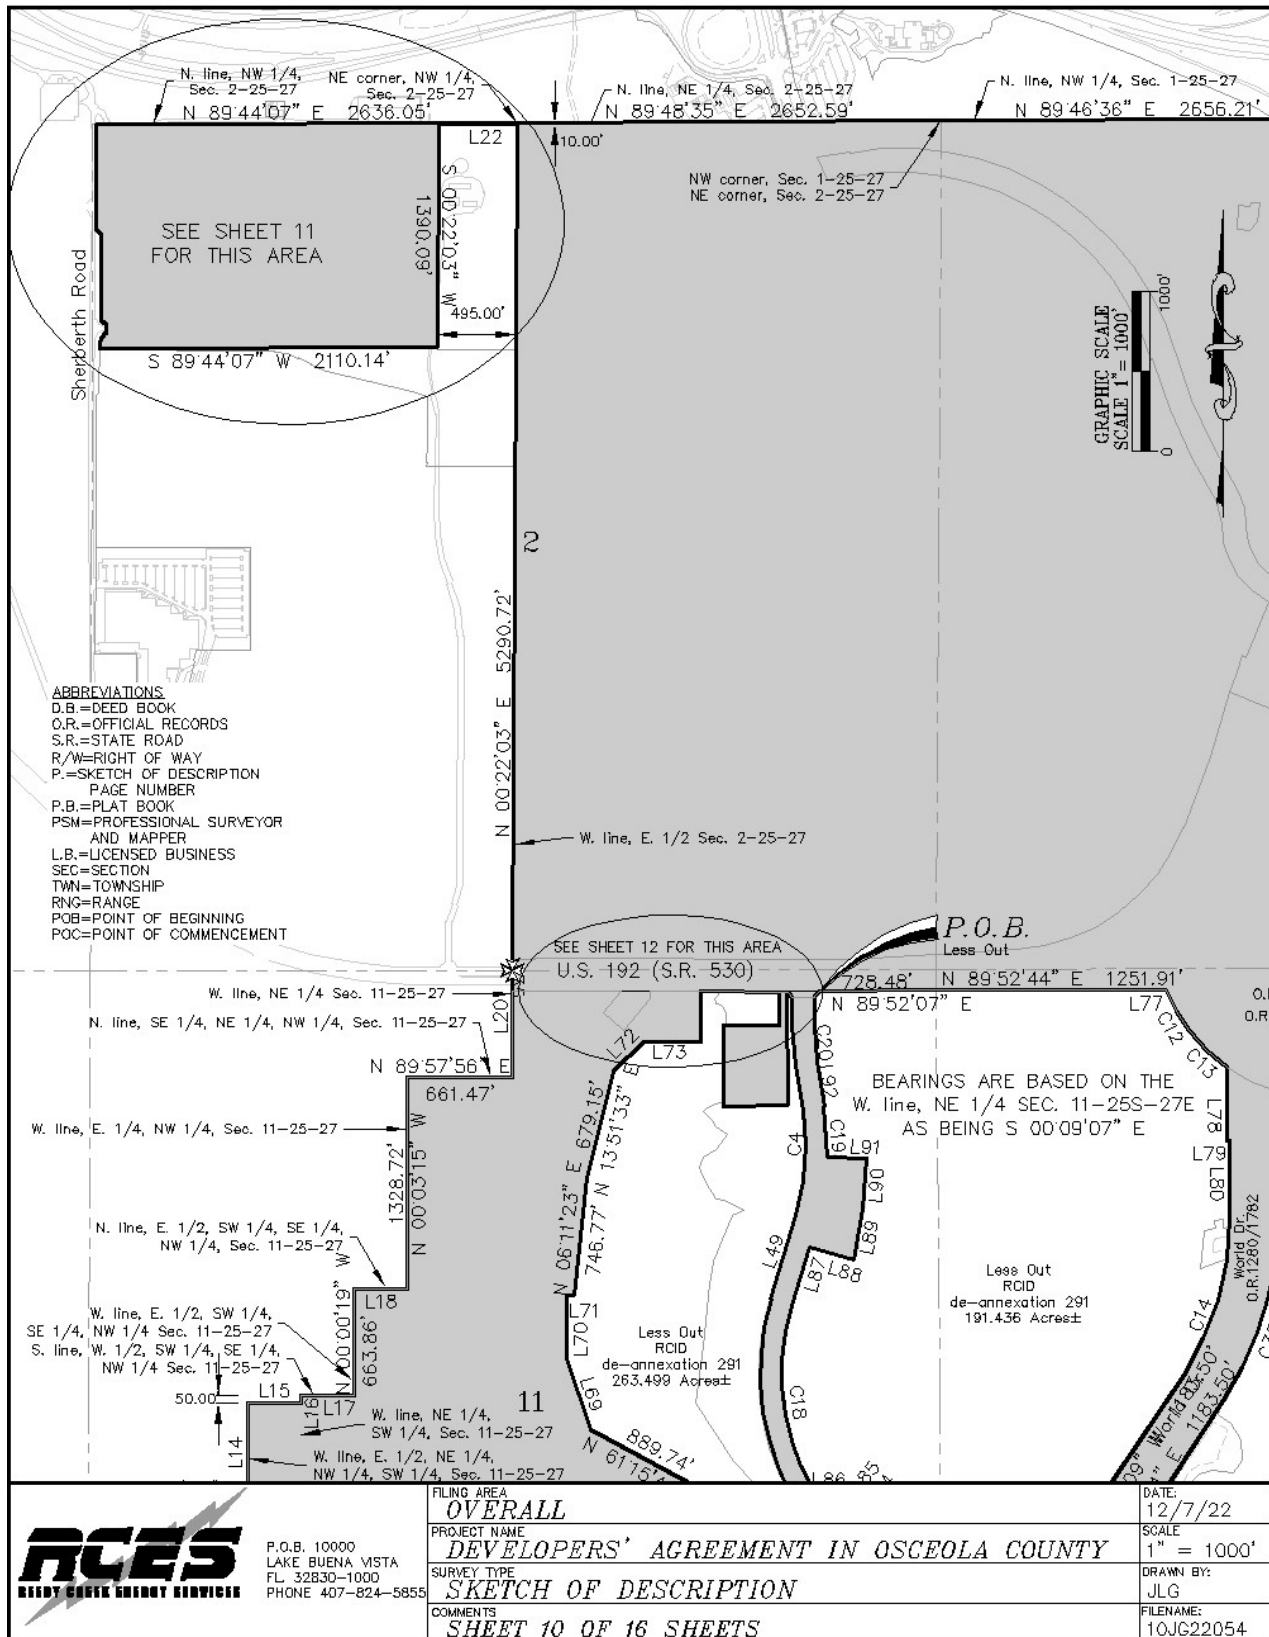 N. line, NW 1/4,
Sec. 2-25-27
N 89°44'07" E 2636.05'
NE corner, NW 1/4,
Sec. 2-25-27
N. line, NE 1/4, Sec. 2-25-27
N 89°48'35" E 2652.59'
N. line, NW 1/4, Sec. 1-25-27
N 89°46'36" E 2656.21'
L22
10.00'
NW corner, Sec. 1-25-27
NE corner, Sec. 2-25-27
SEE SHEET 11
FOR THIS AREA
S 00°22'03" W
1390.09'
495.00'
Sherberth Road
S 89°44'07" W 2110.14'
GRAPHIC SCALE
SCALE 1" = 1000'
0
1000'
2
N 00°22'03" E 5290.72'
ABBREVIATIONS
D.B.=DEED BOOK
O.R.=OFFICIAL RECORDS
S.R.=STATE ROAD
R/W=RIGHT OF WAY
P.=SKETCH OF DESCRIPTION
PAGE NUMBER
P.B.=PLAT BOOK
PSM=PROFESSIONAL SURVEYOR
AND MAPPER
L.B.=LICENSED BUSINESS
SEC=SECTION
TWN=TOWNSHIP
RNG=RANGE
POB=POINT OF BEGINNING
POC=POINT OF COMMENCEMENT
W. line, E. 1/2 Sec. 2-25-27
P.O.B.
Less Out
SEE SHEET 12 FOR THIS AREA
U.S. 192 (S.R. 530)
728.48'
N 89°52'44" E 1251.91'
N 89°52'07" E
L77
O.R
W. line, NE 1/4 Sec. 11-25-27
L20
N. line, SE 1/4, NE 1/4, NW 1/4, Sec. 11-25-27
N 89°57'56" E
661.47'
L72
L73
C20
L92
C12
C13
BEARINGS ARE BASED ON THE
W. line, NE 1/4 SEC. 11-25S-27E
AS BEING S 00°09'07" E
W. line, E. 1/4, NW 1/4, Sec. 11-25-27
1328.72'
N 00°03'15" W
N 13°51'33" E
679.15'
C4
C19
L91
L90
L78
L79
L80
N 06°11'23" E
746.77'
N. line, E. 1/2, SW 1/4, SE 1/4,
NW 1/4, Sec. 11-25-27
L18
L49
L87
L88
L89
World Dr.
O.R.1280/1782
W. line, E. 1/2, SW 1/4,
SE 1/4, NW 1/4 Sec. 11-25-27
N 00°00'19" W
663.86'
S. line, W. 1/2, SW 1/4, SE 1/4,
NW 1/4 Sec. 11-25-27
L71
L70
Less Out
RCID
de-annexation 291
263.499 Acres±
Less Out
RCID
de-annexation 291
191.436 Acres±
C14
50.00'
L15
L16
L17
L69
C18
W. line, NE 1/4,
SW 1/4, Sec. 11-25-27
11
L14
W. line, E. 1/2, NE 1/4,
NW 1/4, SW 1/4, Sec. 11-25-27
889.74'
N 61°15'4
L86
World Dr.
1183.50'
1183.50'
RCES
REEDY CREEK ENERGY SERVICES
P.O.B. 10000
LAKE BUENA VISTA
FL 32830-1000
PHONE 407-824-5855
FILING AREA
OVERALL
PROJECT NAME
DEVELOPERS' AGREEMENT IN OSCEOLA COUNTY
SURVEY TYPE
SKETCH OF DESCRIPTION
COMMENTS
SHEET 10 OF 16 SHEETS
DATE:
12/7/22
SCALE
1" = 1000'
DRAWN BY:
JLG
FILENAME:
10JG22054